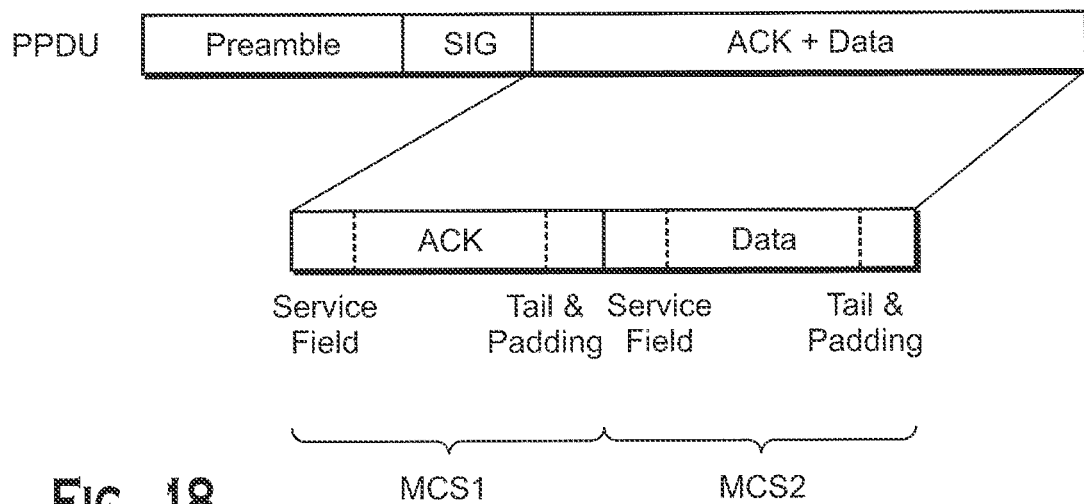 PPDU Preamble SIG ACK + Data
ACK Data
Service Field
Tail & Padding
Service Field
Tail & Padding
MCS1 MCS2
FIG. 18